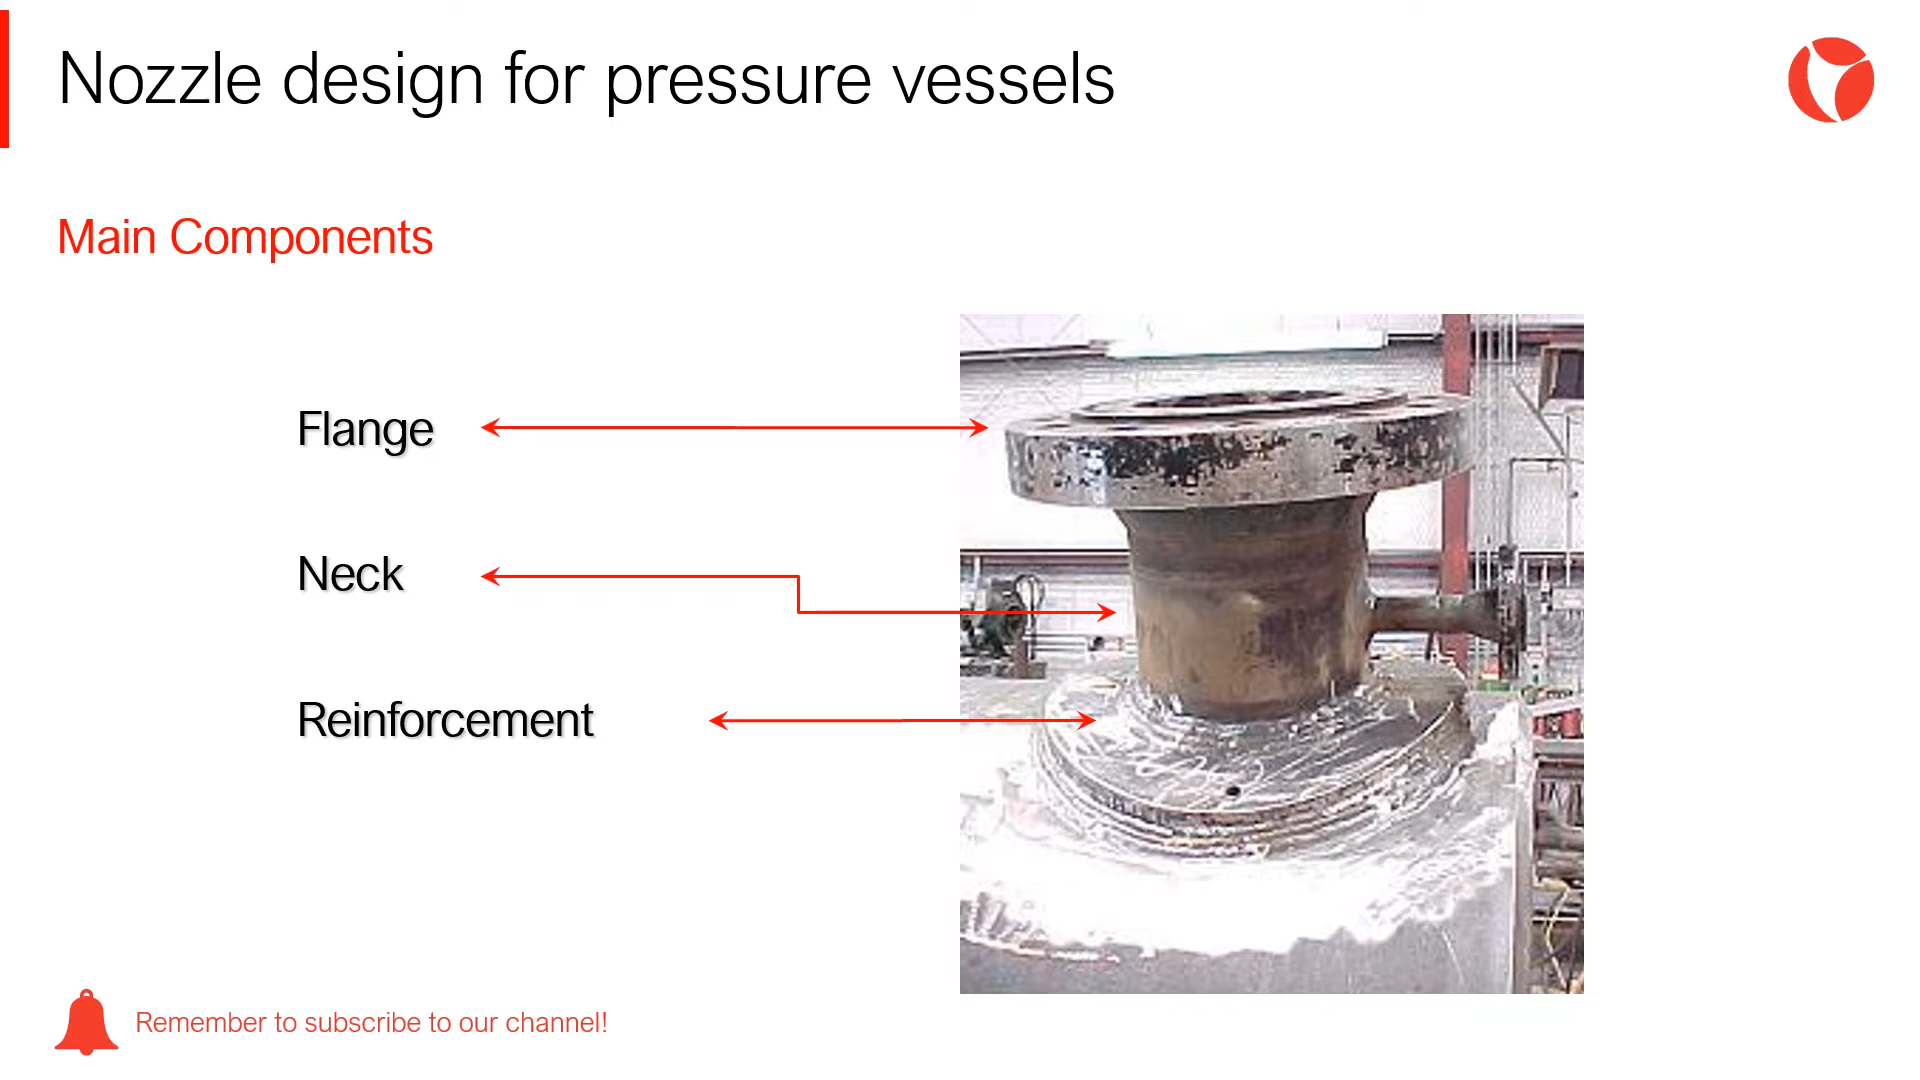 Nozzle design for pressure vessels
Main Components
Flange
Neck
Reinforcement
Remember to subscribe to our channel!